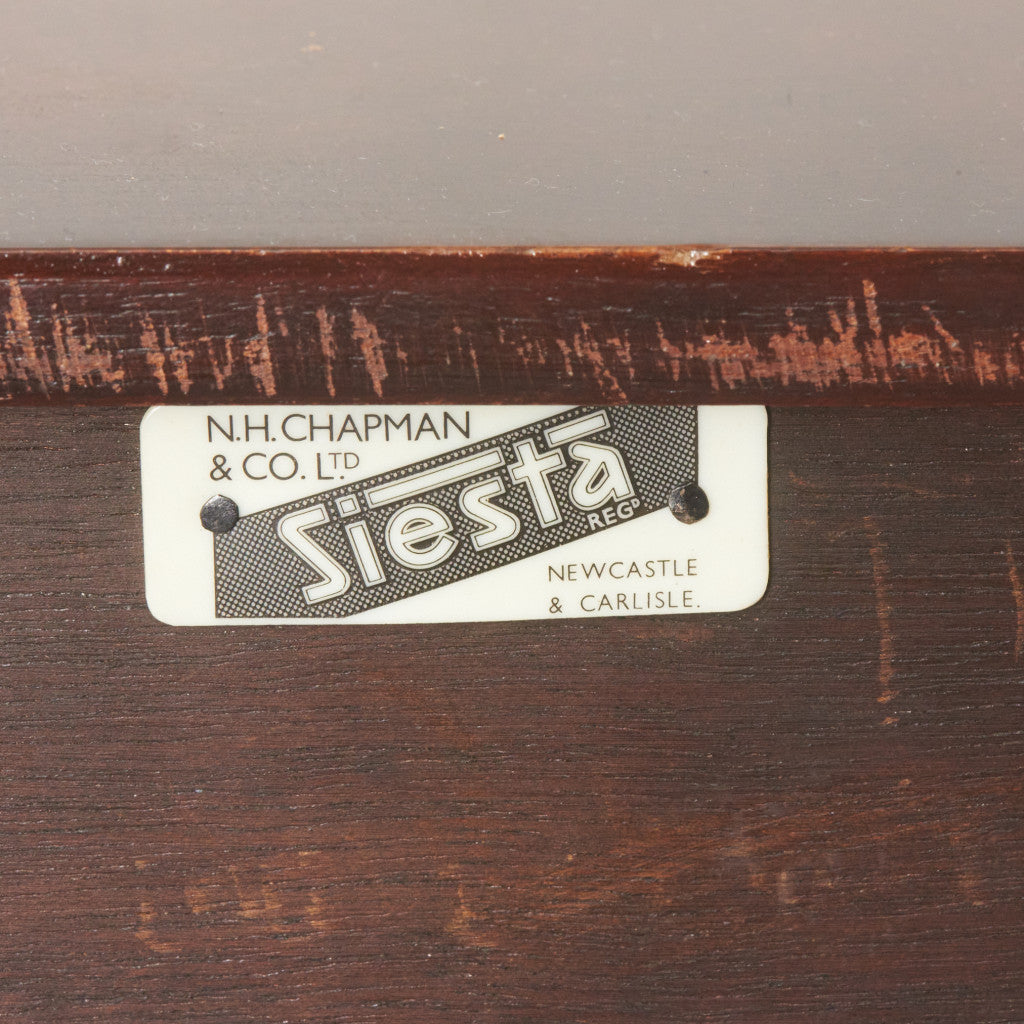 N.H. CHAPMAN
& CO. LTD
Siesta
REGD
NEWCASTLE
& CARLISLE.